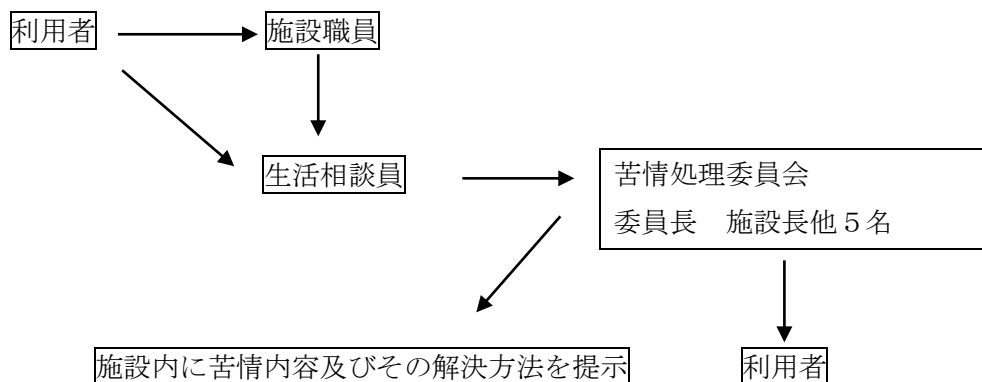 利用者
施設職員
生活相談員
苦情処理委員会
委員長　施設長他５名
施設内に苦情内容及びその解決方法を提示
利用者